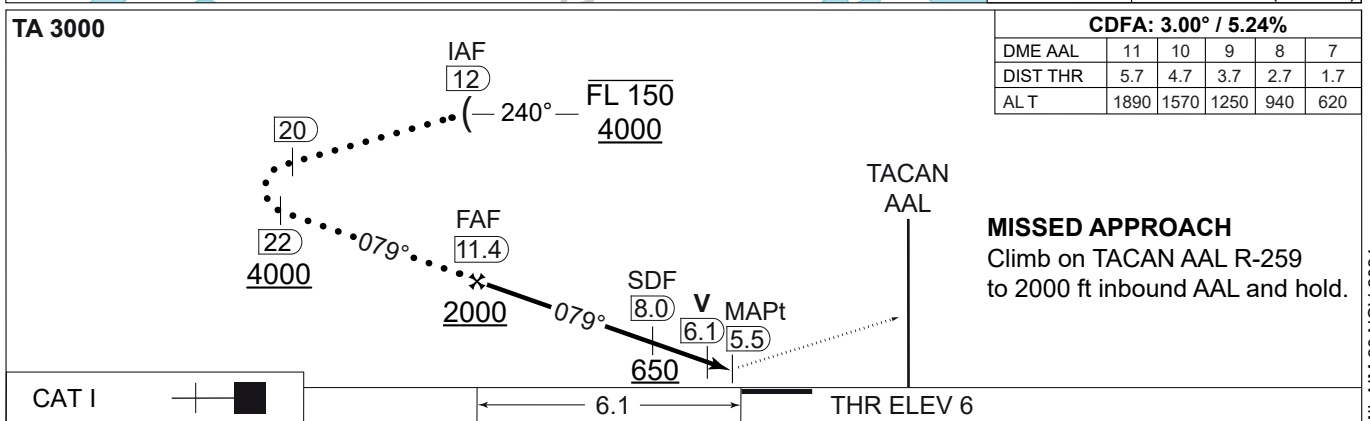 TA 3000
CDFA: 3.00° / 5.24%
DME AAL 11 10 9 8 7
DIST THR 5.7 4.7 3.7 2.7 1.7
ALT 1890 1570 1250 940 620
IAF
12
240°
FL 150
4000
20
22
4000
079°
FAF
11.4
2000
079°
SDF
8.0
650
V
6.1
MAPt
5.5
TACAN
AAL
MISSED APPROACH
Climb on TACAN AAL R-259
to 2000 ft inbound AAL and hold.
CAT I
6.1
THR ELEV 6